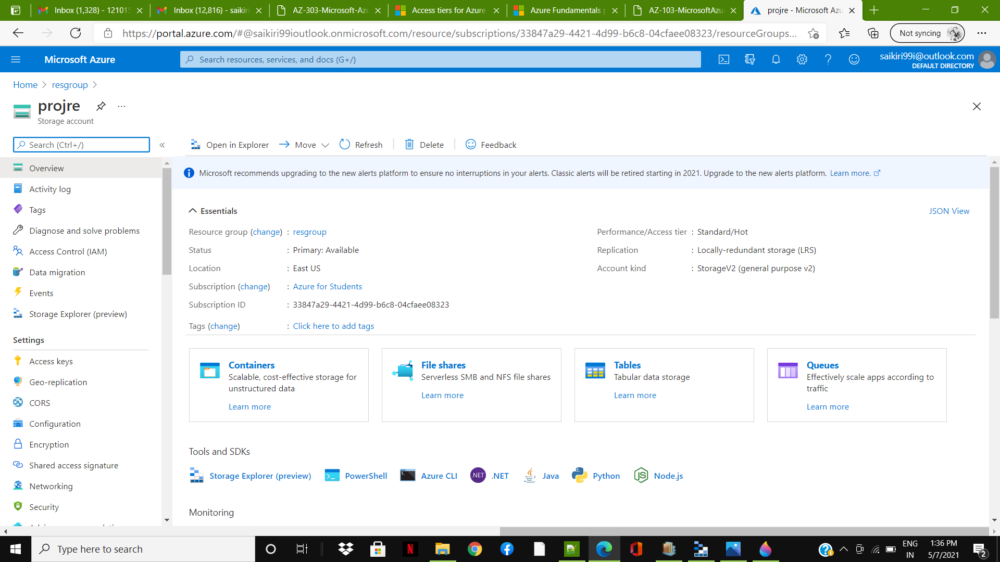 Inbox (1,328) - 121015
Inbox (12,816) - saikiri
AZ-303-Microsoft-Azu
Access tiers for Azure
Azure Fundamentals p
AZ-103-MicrosoftAzu
projre - Microsoft Azu
https://portal.azure.com/#@saikiri99ioutlook.onmicrosoft.com/resource/subscriptions/33847a29-4421-4d99-b6c8-04cfaee08323/resourceGroups...
Not syncing
Microsoft Azure
Search resources, services, and docs (G+/)
saikiri99i@outlook.com
DEFAULT DIRECTORY
Home > resgroup >
projre
Storage account
Search (Ctrl+/)
Open in Explorer
Move
Refresh
Delete
Feedback
Overview
Activity log
Tags
Diagnose and solve problems
Access Control (IAM)
Data migration
Events
Storage Explorer (preview)
Settings
Access keys
Geo-replication
CORS
Configuration
Encryption
Shared access signature
Networking
Security
Microsoft recommends upgrading to the new alerts platform to ensure no interruptions in your alerts. Classic alerts will be retired starting in 2021. Upgrade to the new alerts platform. Learn more.
Essentials
JSON View
Resource group (change) : resgroup
Status : Primary: Available
Location : East US
Subscription (change) : Azure for Students
Subscription ID : 33847a29-4421-4d99-b6c8-04cfaee08323
Tags (change) : Click here to add tags
Performance/Access tier : Standard/Hot
Replication : Locally-redundant storage (LRS)
Account kind : StorageV2 (general purpose v2)
Containers
Scalable, cost-effective storage for
unstructured data
Learn more
File shares
Serverless SMB and NFS file shares
Learn more
Tables
Tabular data storage
Learn more
Queues
Effectively scale apps according to
traffic
Learn more
Tools and SDKs
Storage Explorer (preview)
PowerShell
Azure CLI
.NET
.NET
Java
Python
Node.js
Monitoring
Type here to search
ENG
IN
1:36 PM
5/7/2021
2